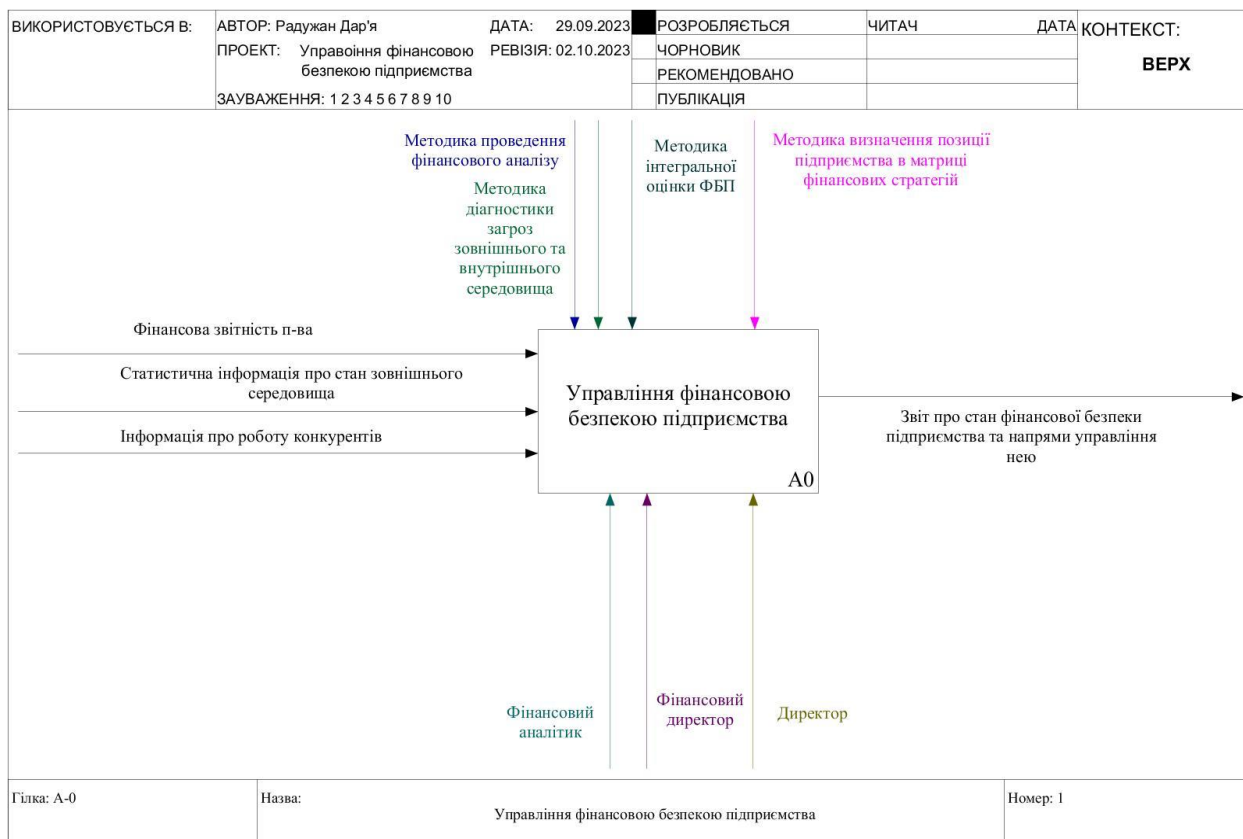 ВИКОРИСТОВУЄТЬСЯ В:
АВТОР: Радужан Дар'я
ДАТА: 29.09.2023
ПРОЕКТ: Управоіння фінансовою
безпекою підприємства
РЕВІЗІЯ: 02.10.2023
ЗАУВАЖЕННЯ: 1 2 3 4 5 6 7 8 9 10
РОЗРОБЛЯЄТЬСЯ
ЧОРНОВИК
РЕКОМЕНДОВАНО
ПУБЛІКАЦІЯ
ЧИТАЧ
ДАТА
КОНТЕКСТ:
ВЕРХ
Методика проведення
фінансового аналізу
Методика
діагностики
загроз
зовнішнього та
внутрішнього
середовища
Методика
інтегральної
оцінки ФБП
Методика визначення позиції
підприємства в матриці
фінансових стратегій
Фінансова звітність п-ва
Статистична інформація про стан зовнішнього
середовища
Інформація про роботу конкурентів
Управління фінансовою
безпекою підприємства
A0
Звіт про стан фінансової безпеки
підприємства та напрями управління
нею
Фінансовий
аналітик
Фінансовий
директор
Директор
Гілка: A-0
Назва:
Управління фінансовою безпекою підприємства
Номер: 1